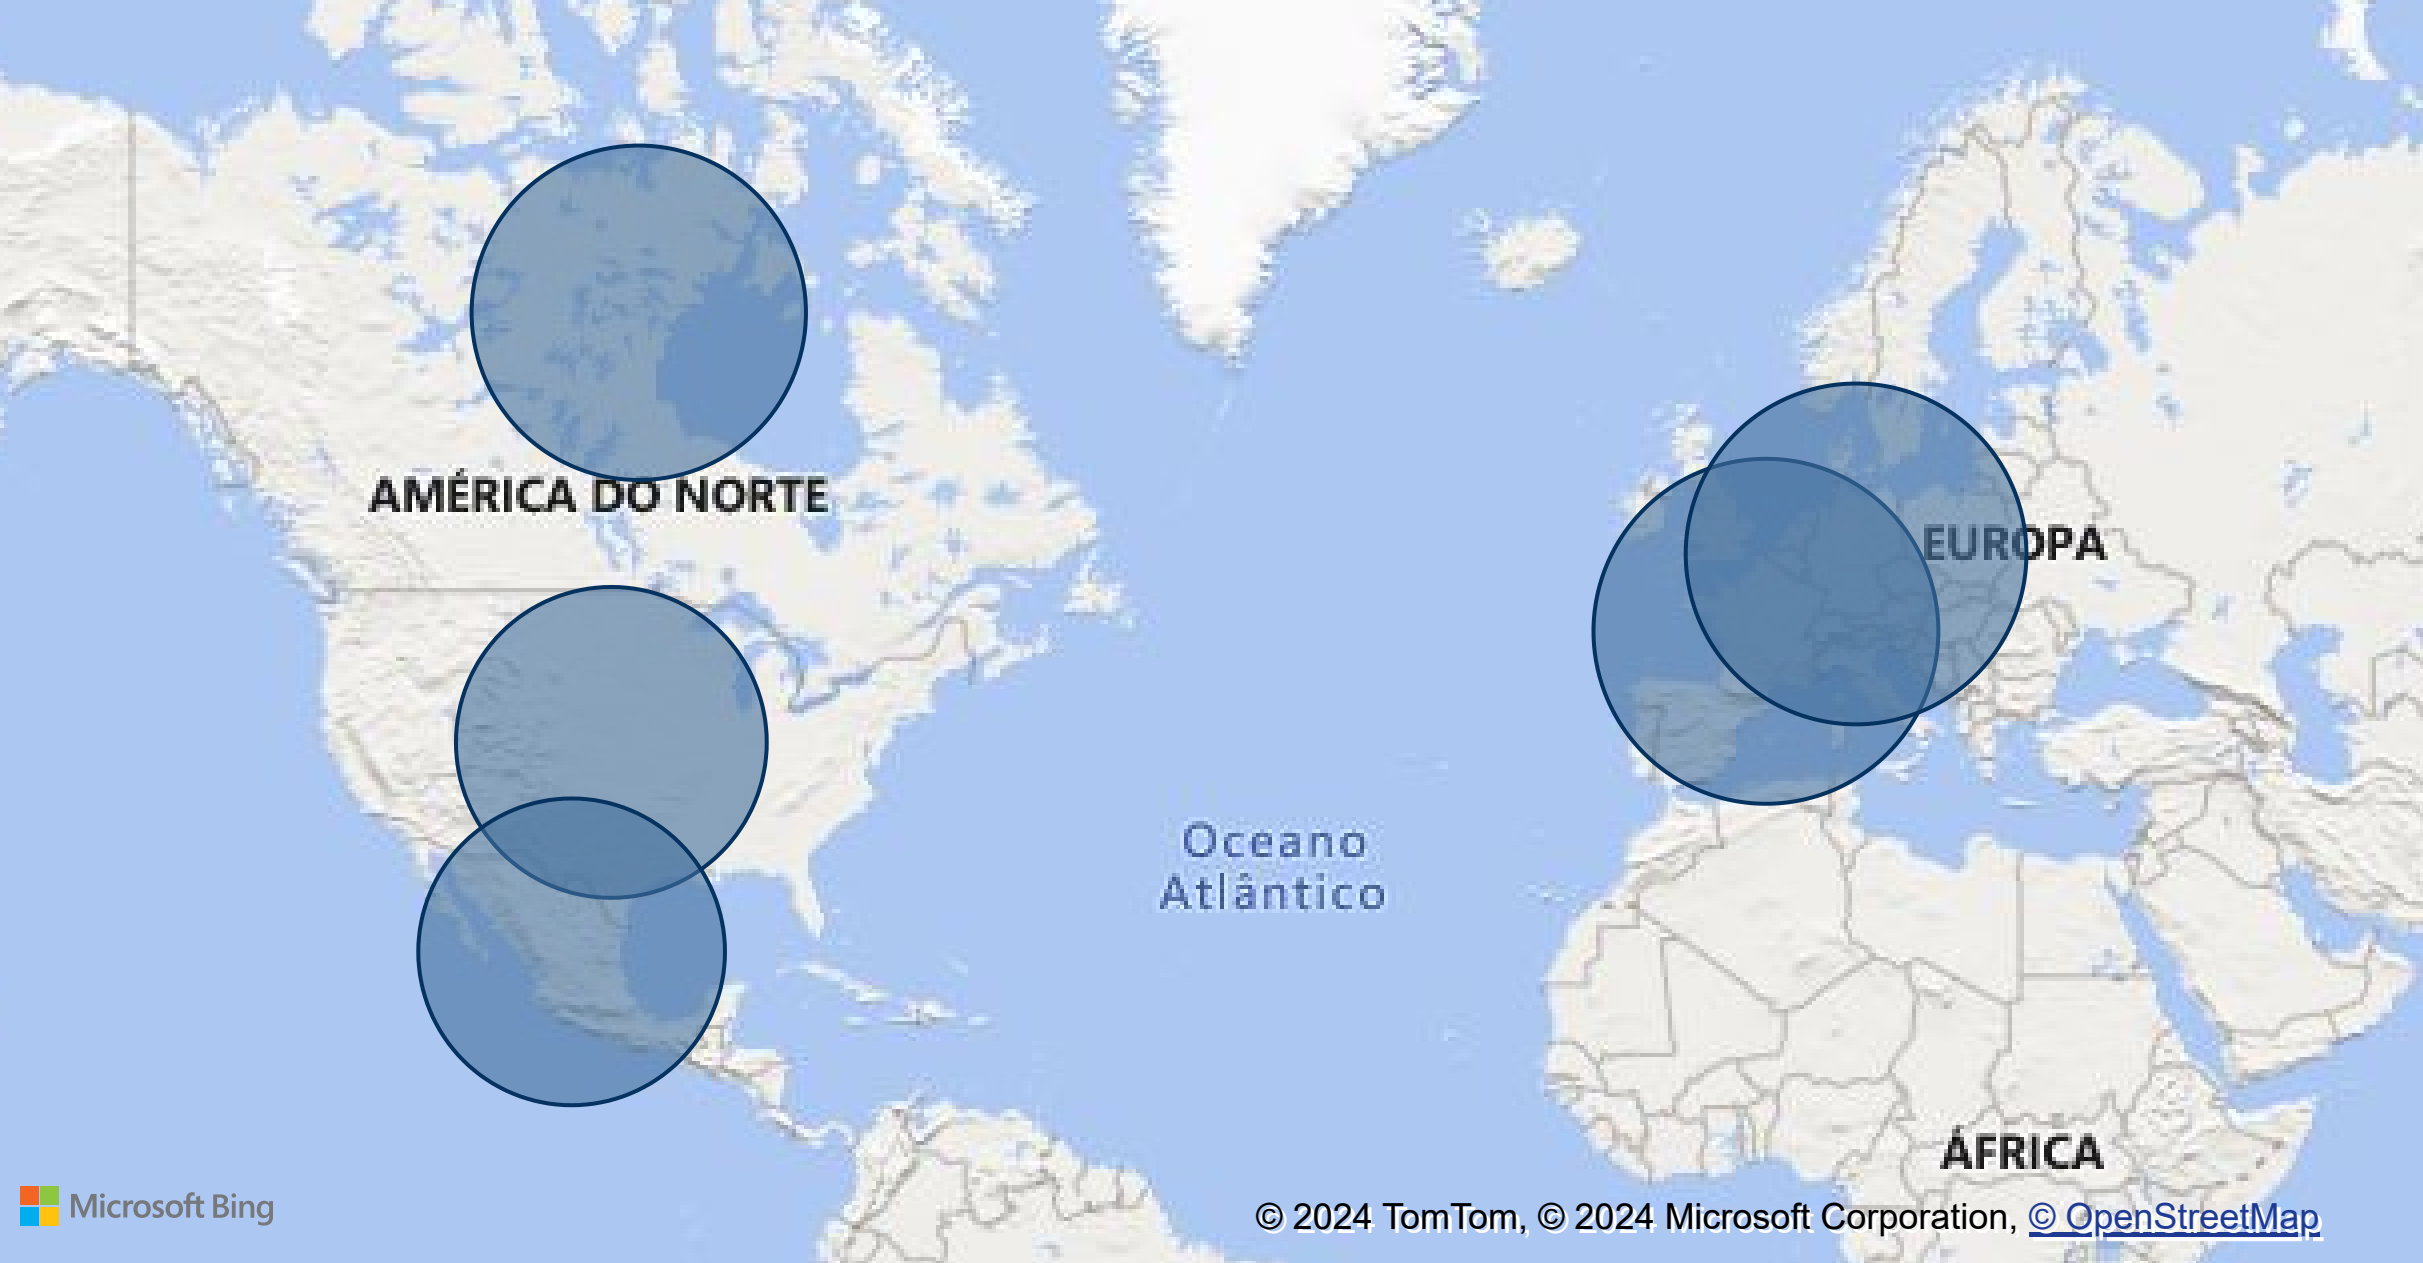 AMÉRICA DO NORTE
EUROPA
Oceano
Atlântico
ÁFRICA
Microsoft Bing
© 2024 TomTom, © 2024 Microsoft Corporation, © OpenStreetMap